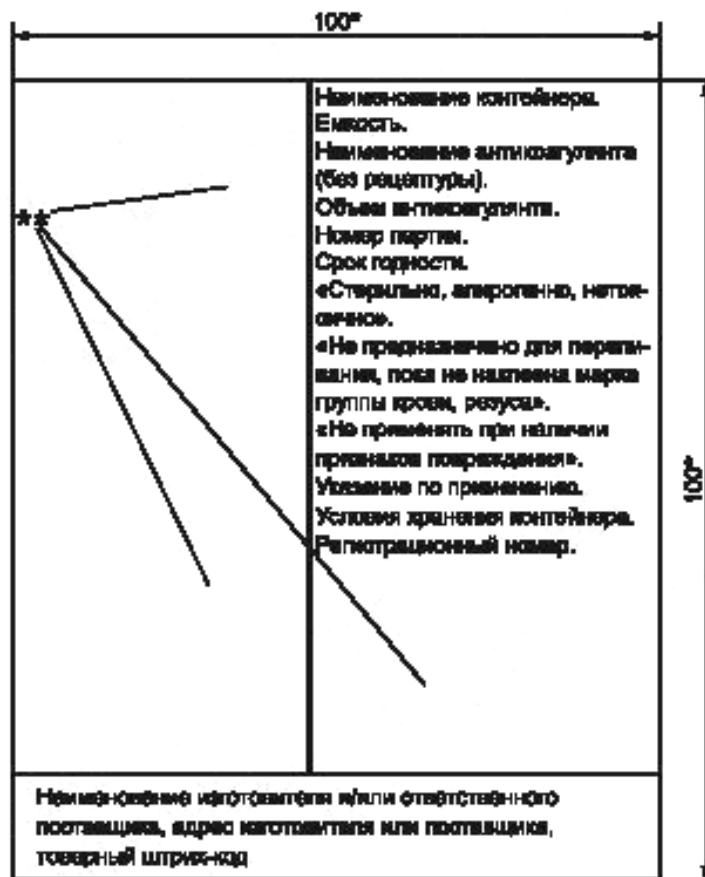 100*
**
Наименование контейнера.
Емкость.
Наименование антикоагулянта
(без рецептуры).
Объем антикоагулянта.
Номер партии.
Срок годности.
«Стерильно, апирогенно, неток-
сично».
«Не предназначено для перели-
вания, пока не наклеена марка
группы крови, резуса».
«Не применять при наличии
признаков повреждения».
Указание по применению.
Условия хранения контейнера.
Регистрационный номер.
100*
Наименование изготовителя и/или ответственного
поставщика, адрес изготовителя или поставщика,
товарный штрих-код